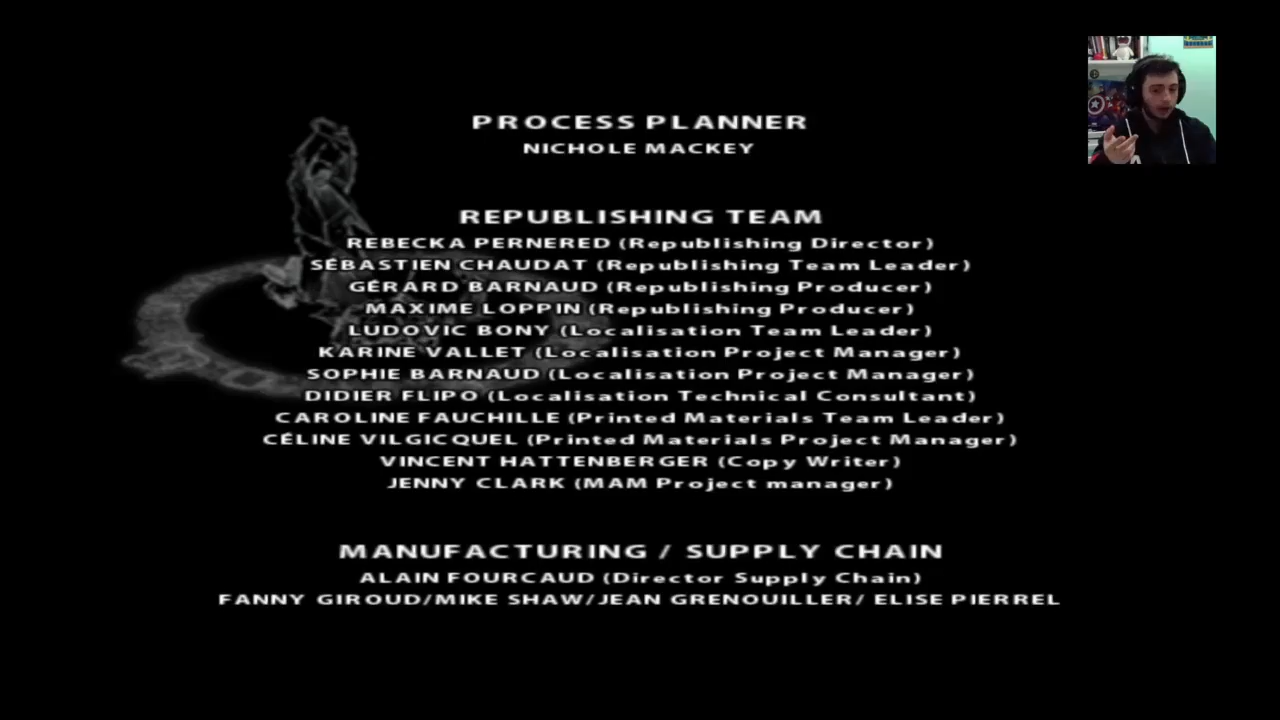 PROCESS PLANNER
NICHOLE MACKEY
REPUBLISHING TEAM
REBECKA PERNERED (Republishing Director)
SÉBASTIEN CHAUDAT (Republishing Team Leader)
GÉRARD BARNAUD (Republishing Producer)
MAXIME LOPPIN (Republishing Producer)
LUDOVIC BONY (Localisation Team Leader)
KARINE VALLET (Localisation Project Manager)
SOPHIE BARNAUD (Localisation Project Manager)
DIDIER FLIPO (Localisation Technical Consultant)
CAROLINE FAUCHILLE (Printed Materials Team Leader)
CÉLINE VILGICQUEL (Printed Materials Project Manager)
VINCENT HATTENBERGER (Copy Writer)
JENNY CLARK (MAM Project manager)
MANUFACTURING / SUPPLY CHAIN
ALAIN FOURCAUD (Director Supply Chain)
FANNY GIROUD/MIKE SHAW/JEAN GRENOUILLER/ ELISE PIERREL